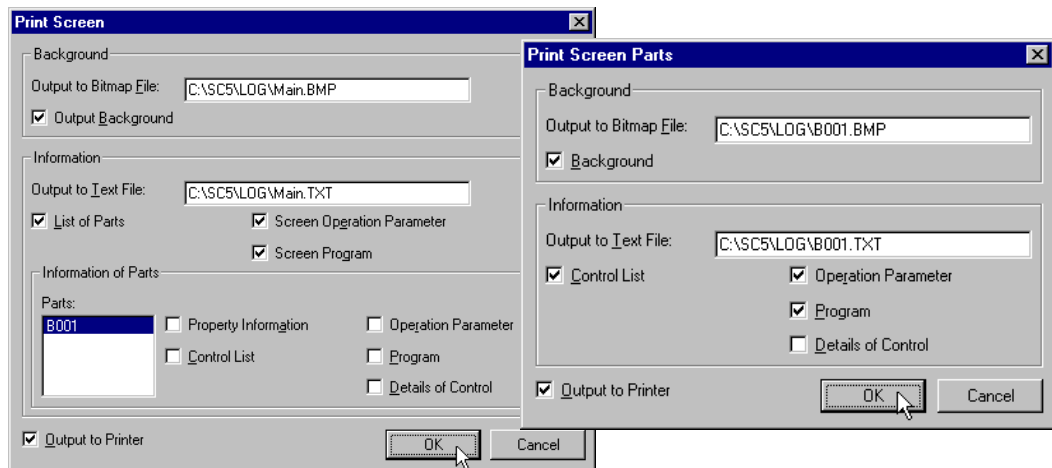 Print Screen
Background
Output to Bitmap File: C:\SC5\LOG\Main.BMP
Output Background
Information
Output to Text File: C:\SC5\LOG\Main.TXT
List of Parts Screen Operation Parameter
Screen Program
Information of Parts
Parts:
B001 Property Information Operation Parameter
Control List Program
Details of Control
Output to Printer OK Cancel
Print Screen Parts
Background
Output to Bitmap File: C:\SC5\LOG\B001.BMP
Background
Information
Output to Text File: C:\SC5\LOG\B001.TXT
Control List Operation Parameter
Program
Details of Control
Output to Printer OK Cancel